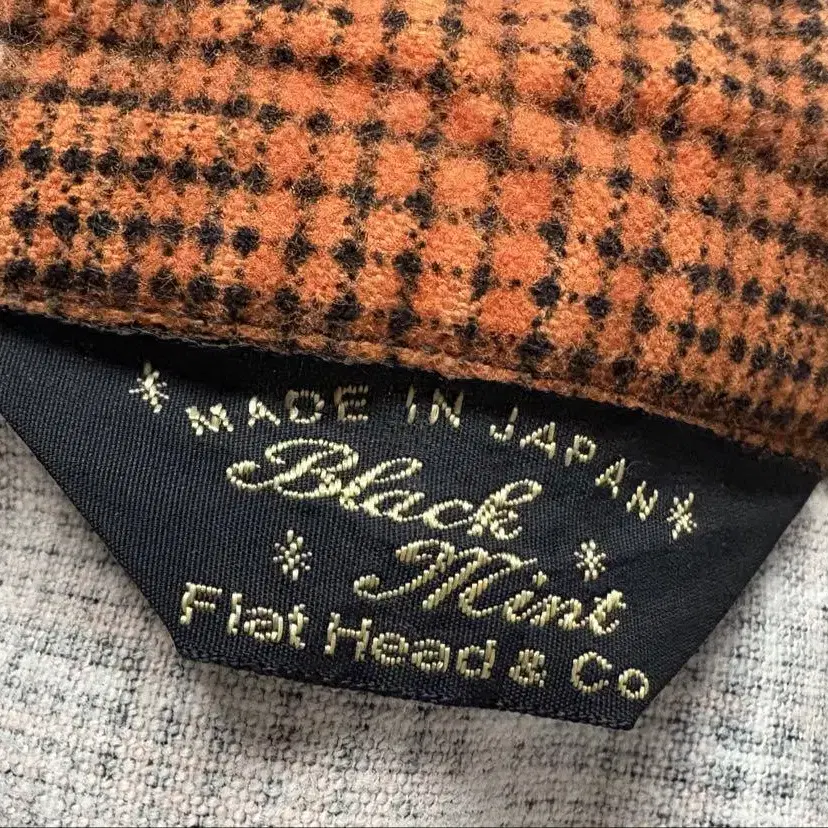 MADE IN JAPAN
Black
Mint
Flat Head & Co